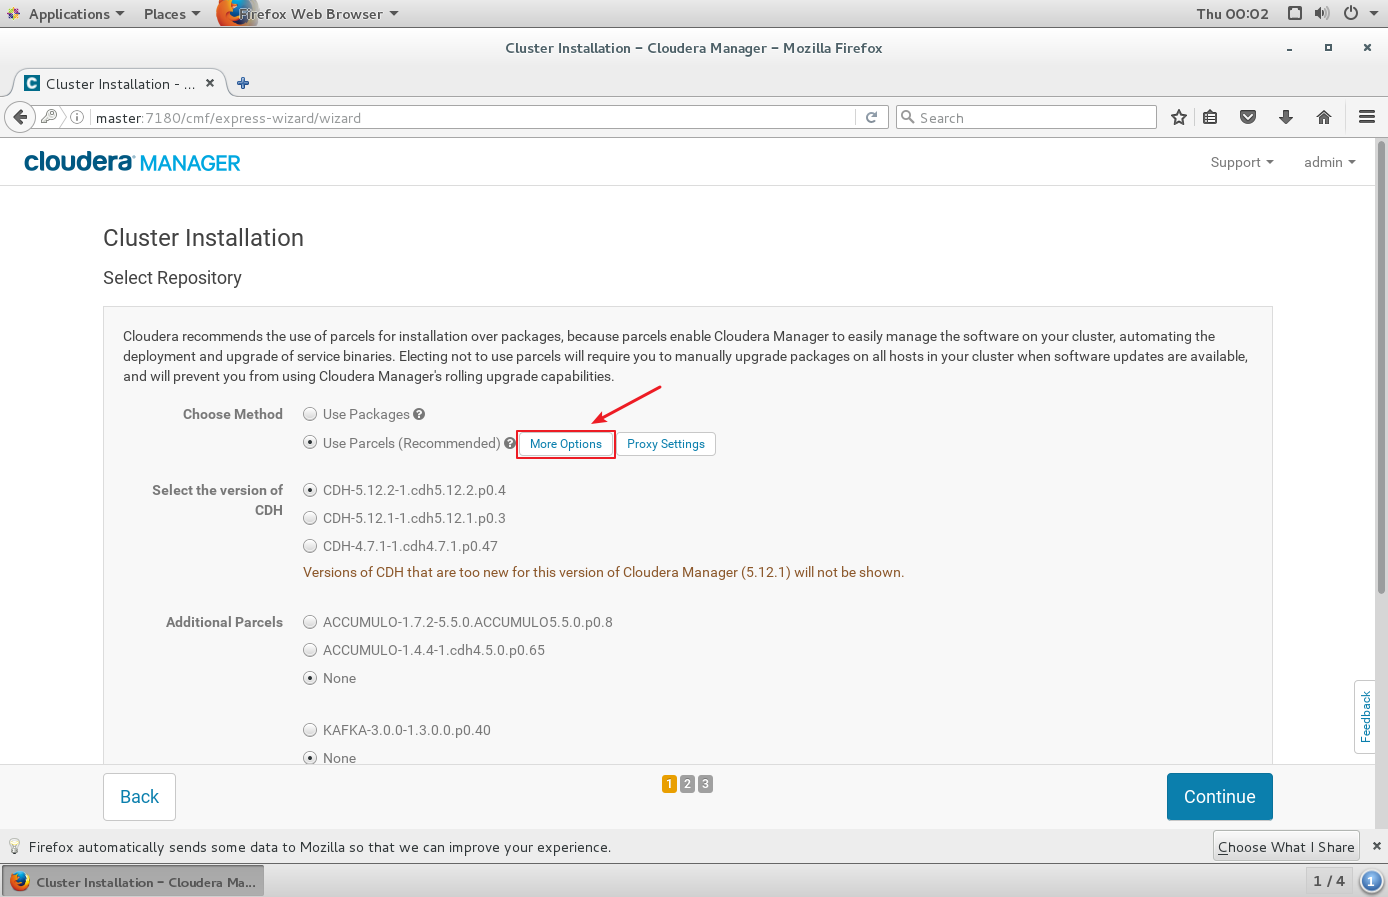 Applications Places Firefox Web Browser Thu 00:02
Cluster Installation – Cloudera Manager – Mozilla Firefox
Cluster Installation - ...
master:7180/cmf/express-wizard/wizard Search
cloudera MANAGER Support admin
Cluster Installation
Select Repository
Cloudera recommends the use of parcels for installation over packages, because parcels enable Cloudera Manager to easily manage the software on your cluster, automating the
deployment and upgrade of service binaries. Electing not to use parcels will require you to manually upgrade packages on all hosts in your cluster when software updates are available,
and will prevent you from using Cloudera Manager's rolling upgrade capabilities.
Choose Method Use Packages
Use Parcels (Recommended) More Options Proxy Settings
Select the version of CDH-5.12.2-1.cdh5.12.2.p0.4
CDH
CDH-5.12.1-1.cdh5.12.1.p0.3
CDH-4.7.1-1.cdh4.7.1.p0.47
Versions of CDH that are too new for this version of Cloudera Manager (5.12.1) will not be shown.
Additional Parcels ACCUMULO-1.7.2-5.5.0.ACCUMULO5.5.0.p0.8
ACCUMULO-1.4.4-1.cdh4.5.0.p0.65
None
KAFKA-3.0.0-1.3.0.0.p0.40
None
Feedback
Back 1 2 3 Continue
Firefox automatically sends some data to Mozilla so that we can improve your experience. Choose What I Share
Cluster Installation – Cloudera Ma... 1 / 4 1